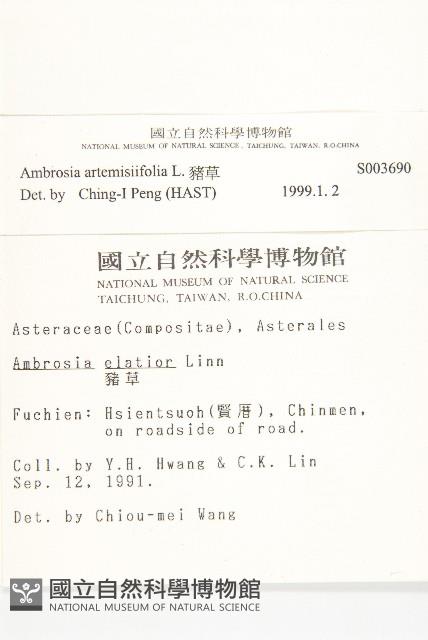 國立自然科學博物館
NATIONAL MUSEUM OF NATURAL SCIENCE, TAICHUNG, TAIWAN, R.O.CHINA
Ambrosia artemisiifolia L. 豬草 S003690
Det. by Ching-I Peng (HAST) 1999.1. 2
國立自然科學博物館
NATIONAL MUSEUM OF NATURAL SCIENCE
TAICHUNG, TAIWAN, R.O.CHINA
Asteraceae(Compositae), Asterales
Ambrosia elatior Linn
豬草
Fuchien: Hsientsuoh(賢厝), Chinmen,
on roadside of road.
Coll. by Y.H. Hwang & C.K. Lin
Sep. 12, 1991.
Det. by Chiou-mei Wang
國立自然科學博物館
NATIONAL MUSEUM OF NATURAL SCIENCE